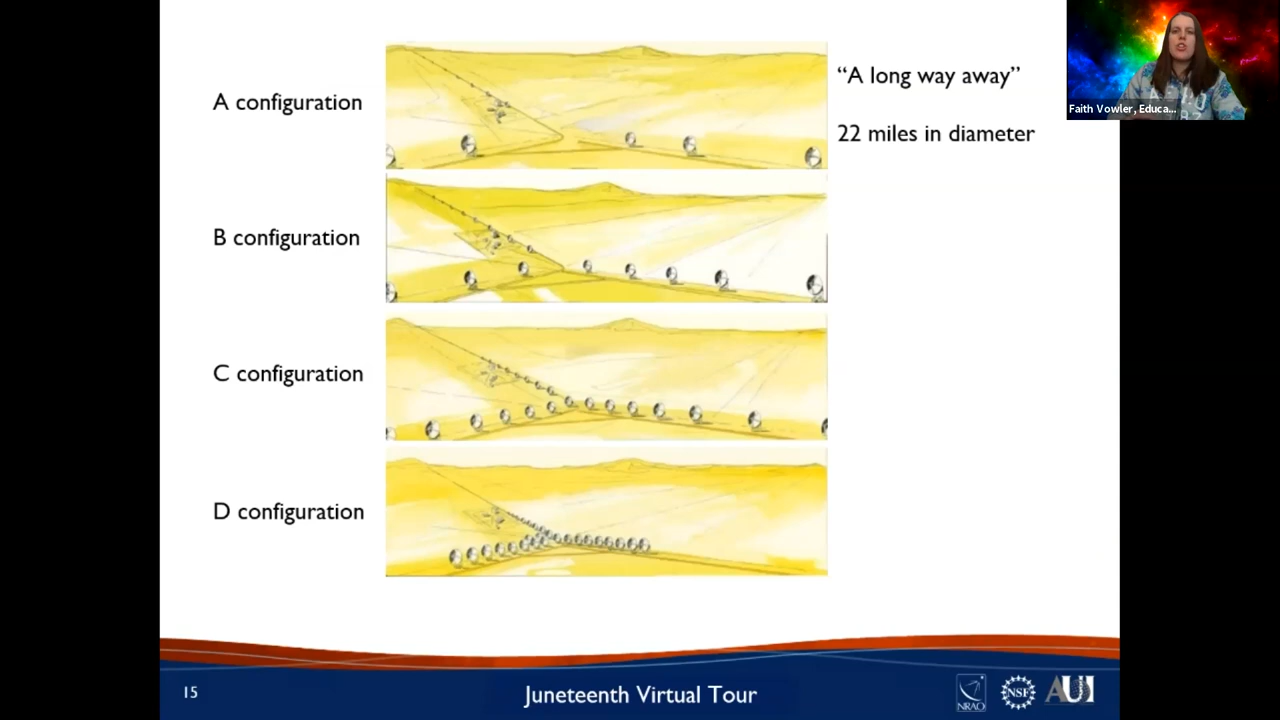 A configuration
“A long way away”
22 miles in diameter
B configuration
C configuration
D configuration
Faith Vowler, Educa...
15
Juneteenth Virtual Tour
NRAO
NSF
AUI